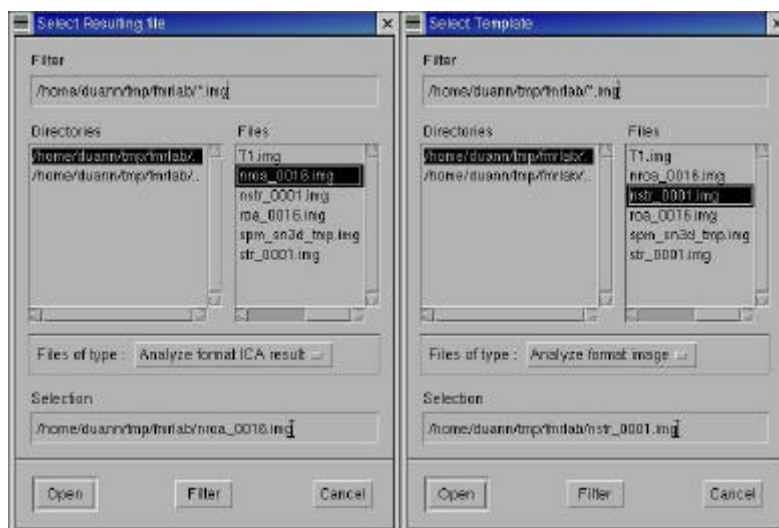 Select Resulting file
Filter
/home/duann/tmp/fmrlab/*.img
Directories Files
/home/duann/tmp/fmrlab/.
/home/duann/tmp/fmrlab/..
T1.img
nroa_0016.img
nstr_0001.img
roa_0016.img
spm_sn3d_tmp.img
str_0001.img
Files of type : Analyze format ICA result
Selection
/home/duann/tmp/fmrlab/nroa_0016.img
Open Filter Cancel
Select Template
Filter
/home/duann/tmp/fmrlab/*.img
Directories Files
/home/duann/tmp/fmrlab/.
/home/duann/tmp/fmrlab/..
T1.img
nroa_0016.img
nstr_0001.img
roa_0016.img
spm_sn3d_tmp.img
str_0001.img
Files of type : Analyze format image
Selection
/home/duann/tmp/fmrlab/nstr_0001.img
Open Filter Cancel